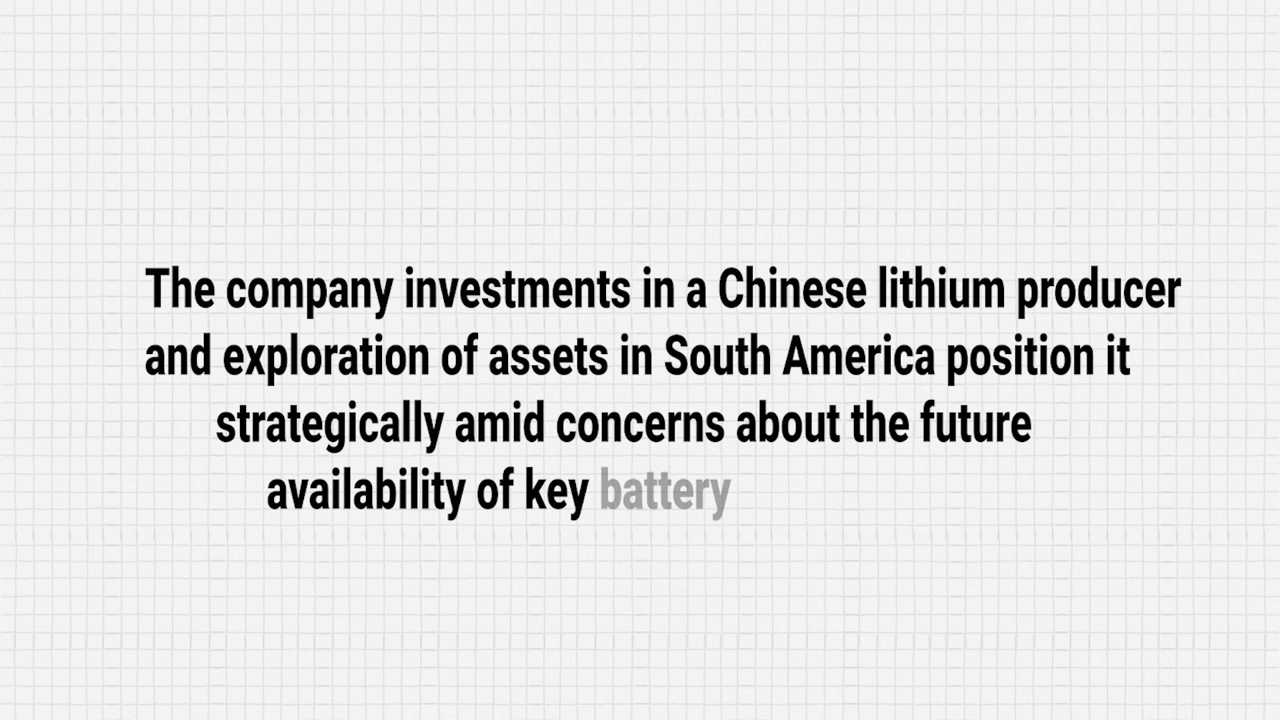 The company investments in a Chinese lithium producer
and exploration of assets in South America position it
strategically amid concerns about the future
availability of key battery